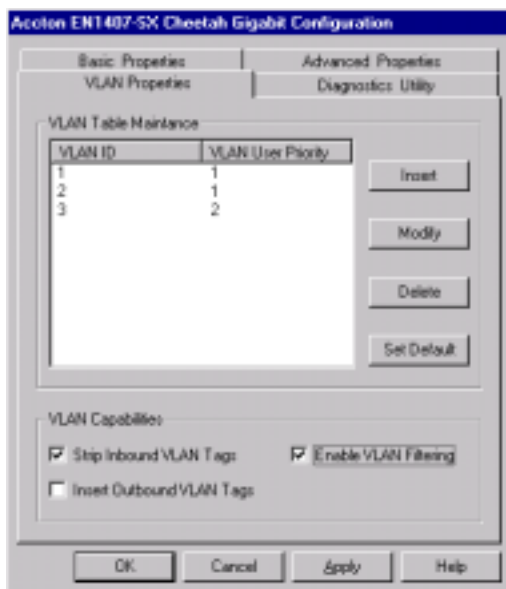 Accton EN1407-SX Cheetah Gigabit Configuration
Basic Properties Advanced Properties
VLAN Properties Diagnostics Utility
VLAN Table Maintance
VLAN ID VLAN User Priority
1 1
2 1
3 2
Insert
Modify
Delete
Set Default
VLAN Capabilities
Strip Inbound VLAN Tags Enable VLAN Filtering
Insert Outbound VLAN Tags
OK Cancel Apply Help